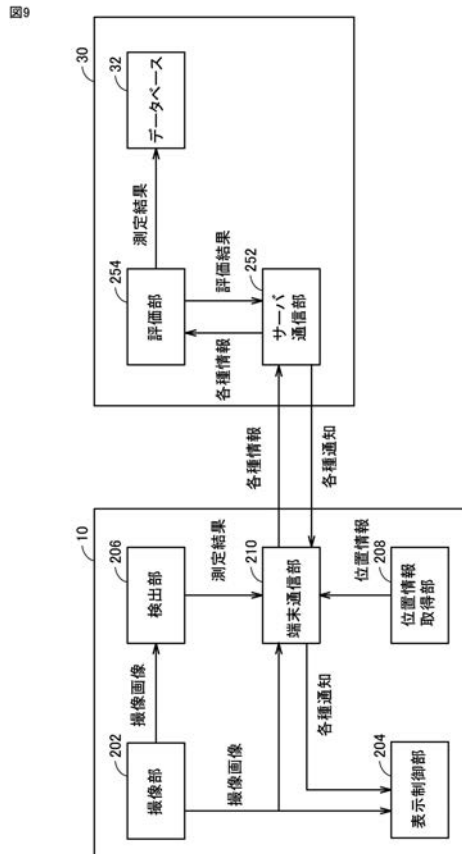 図9
10
202
撮像部
撮像画像
206
検出部
測定結果
撮像画像
210
端末通信部
各種通知
位置情報
208
位置情報
取得部
204
表示制御部
各種情報
各種通知
30
254
評価部
測定結果
32
データベース
各種情報
評価結果
252
サーバ
通信部